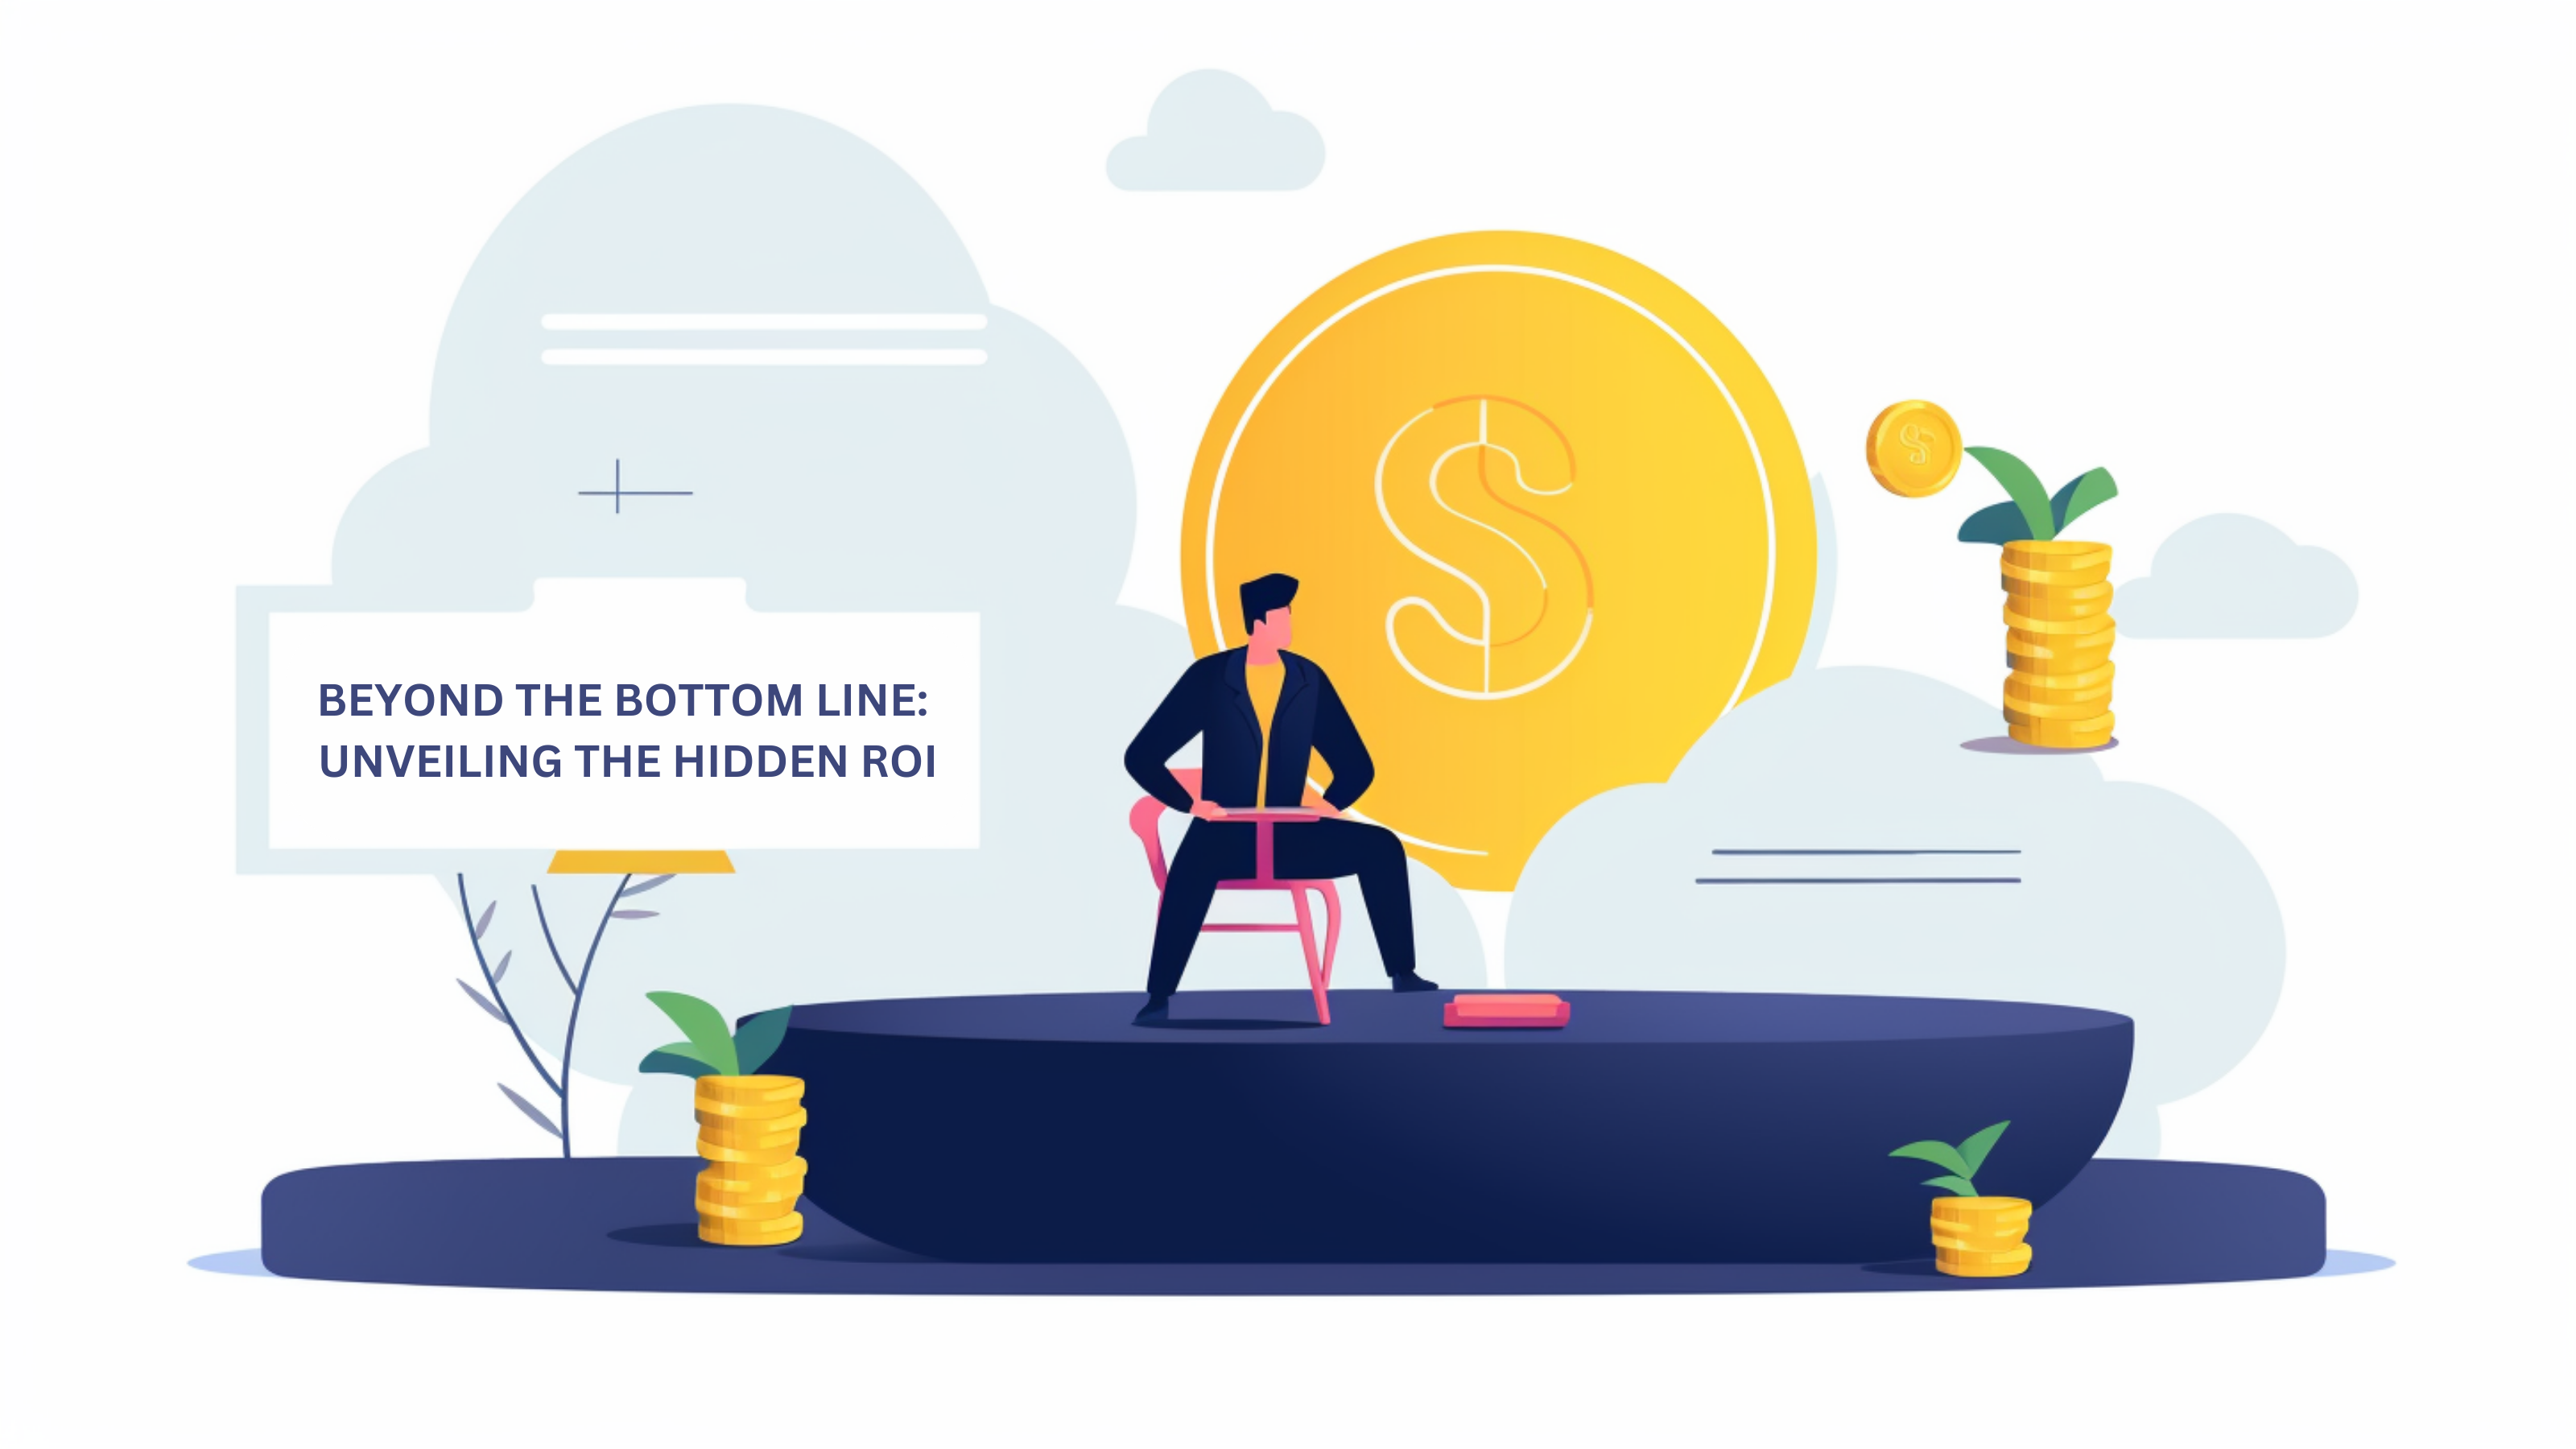 BEYOND THE BOTTOM LINE:
UNVEILING THE HIDDEN ROI
$
$